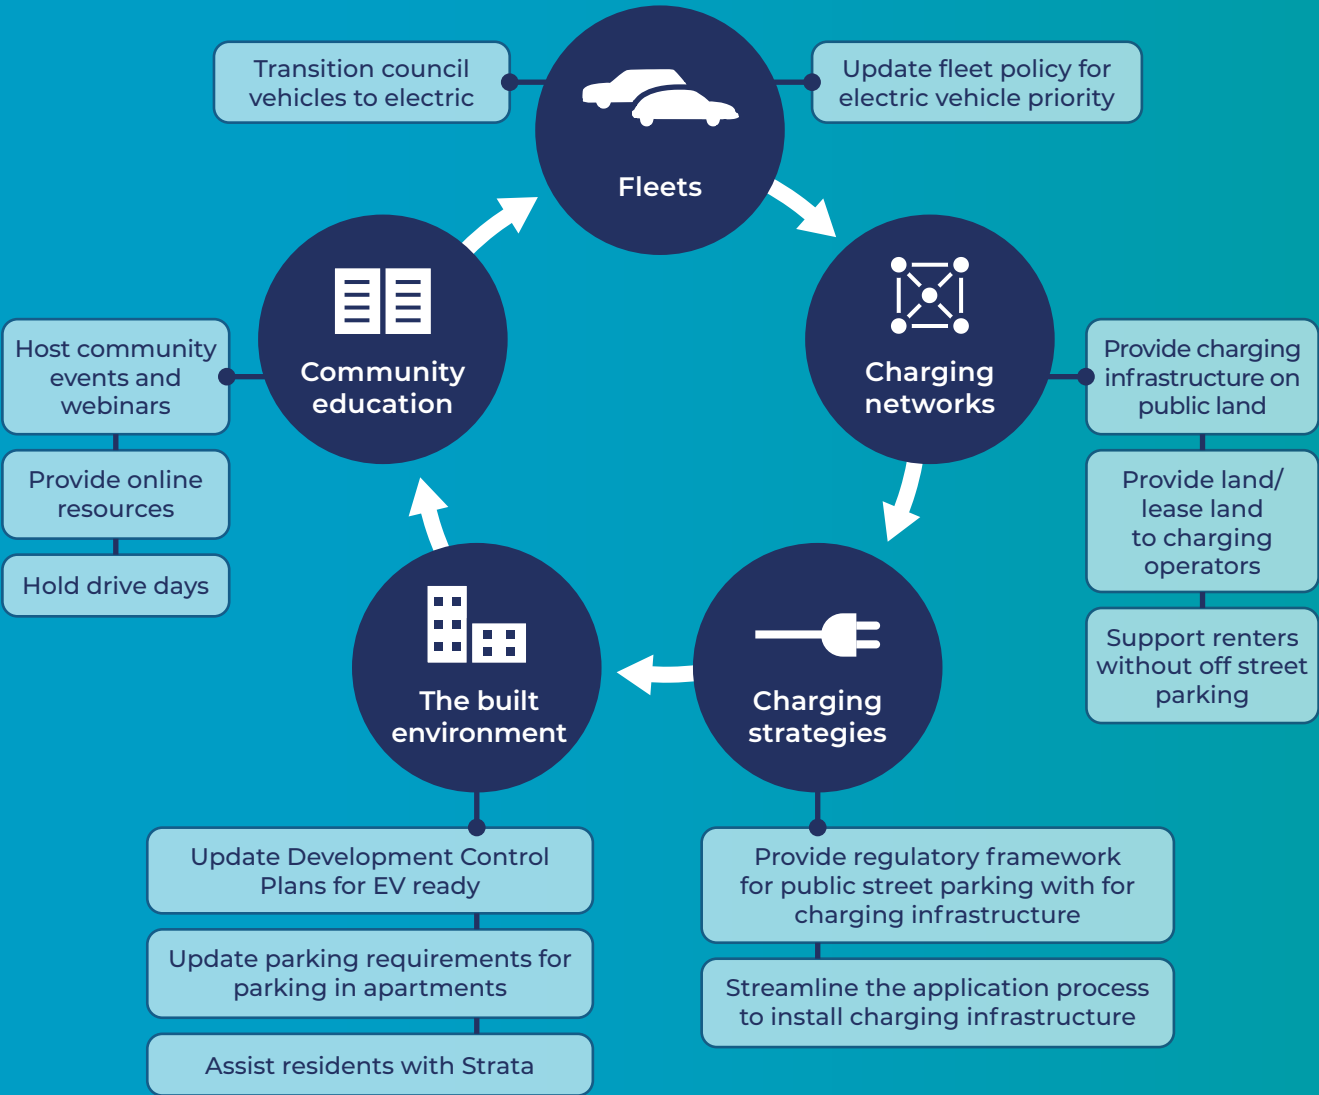 Transition council
vehicles to electric
Update fleet policy for
electric vehicle priority
Fleets
Community
education
Charging
networks
Host community
events and
webinars
Provide online
resources
Hold drive days
Provide charging
infrastructure on
public land
Provide land/
lease land
to charging
operators
Support renters
without off street
parking
The built
environment
Charging
strategies
Update Development Control
Plans for EV ready
Update parking requirements for
parking in apartments
Assist residents with Strata
Provide regulatory framework
for public street parking with for
charging infrastructure
Streamline the application process
to install charging infrastructure